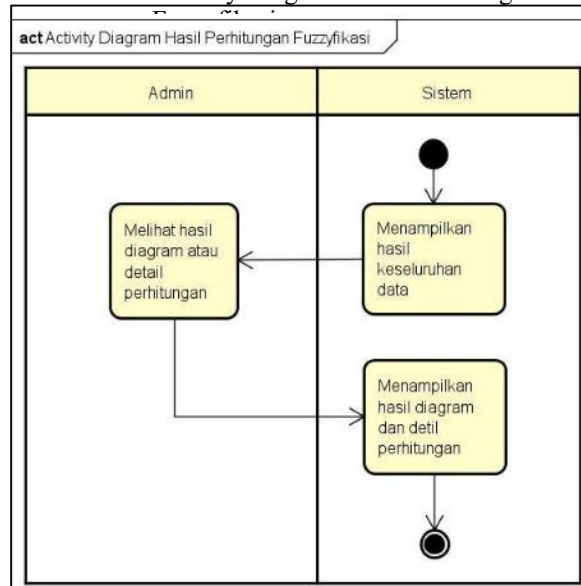 act Activity Diagram Hasil Perhitungan Fuzzyfikasi
Admin
Sistem
Melihat hasil
diagram atau
detail
perhitungan
Menampilkan
hasil
keseluruhan
data
Menampilkan
hasil diagram
dan detil
perhitungan